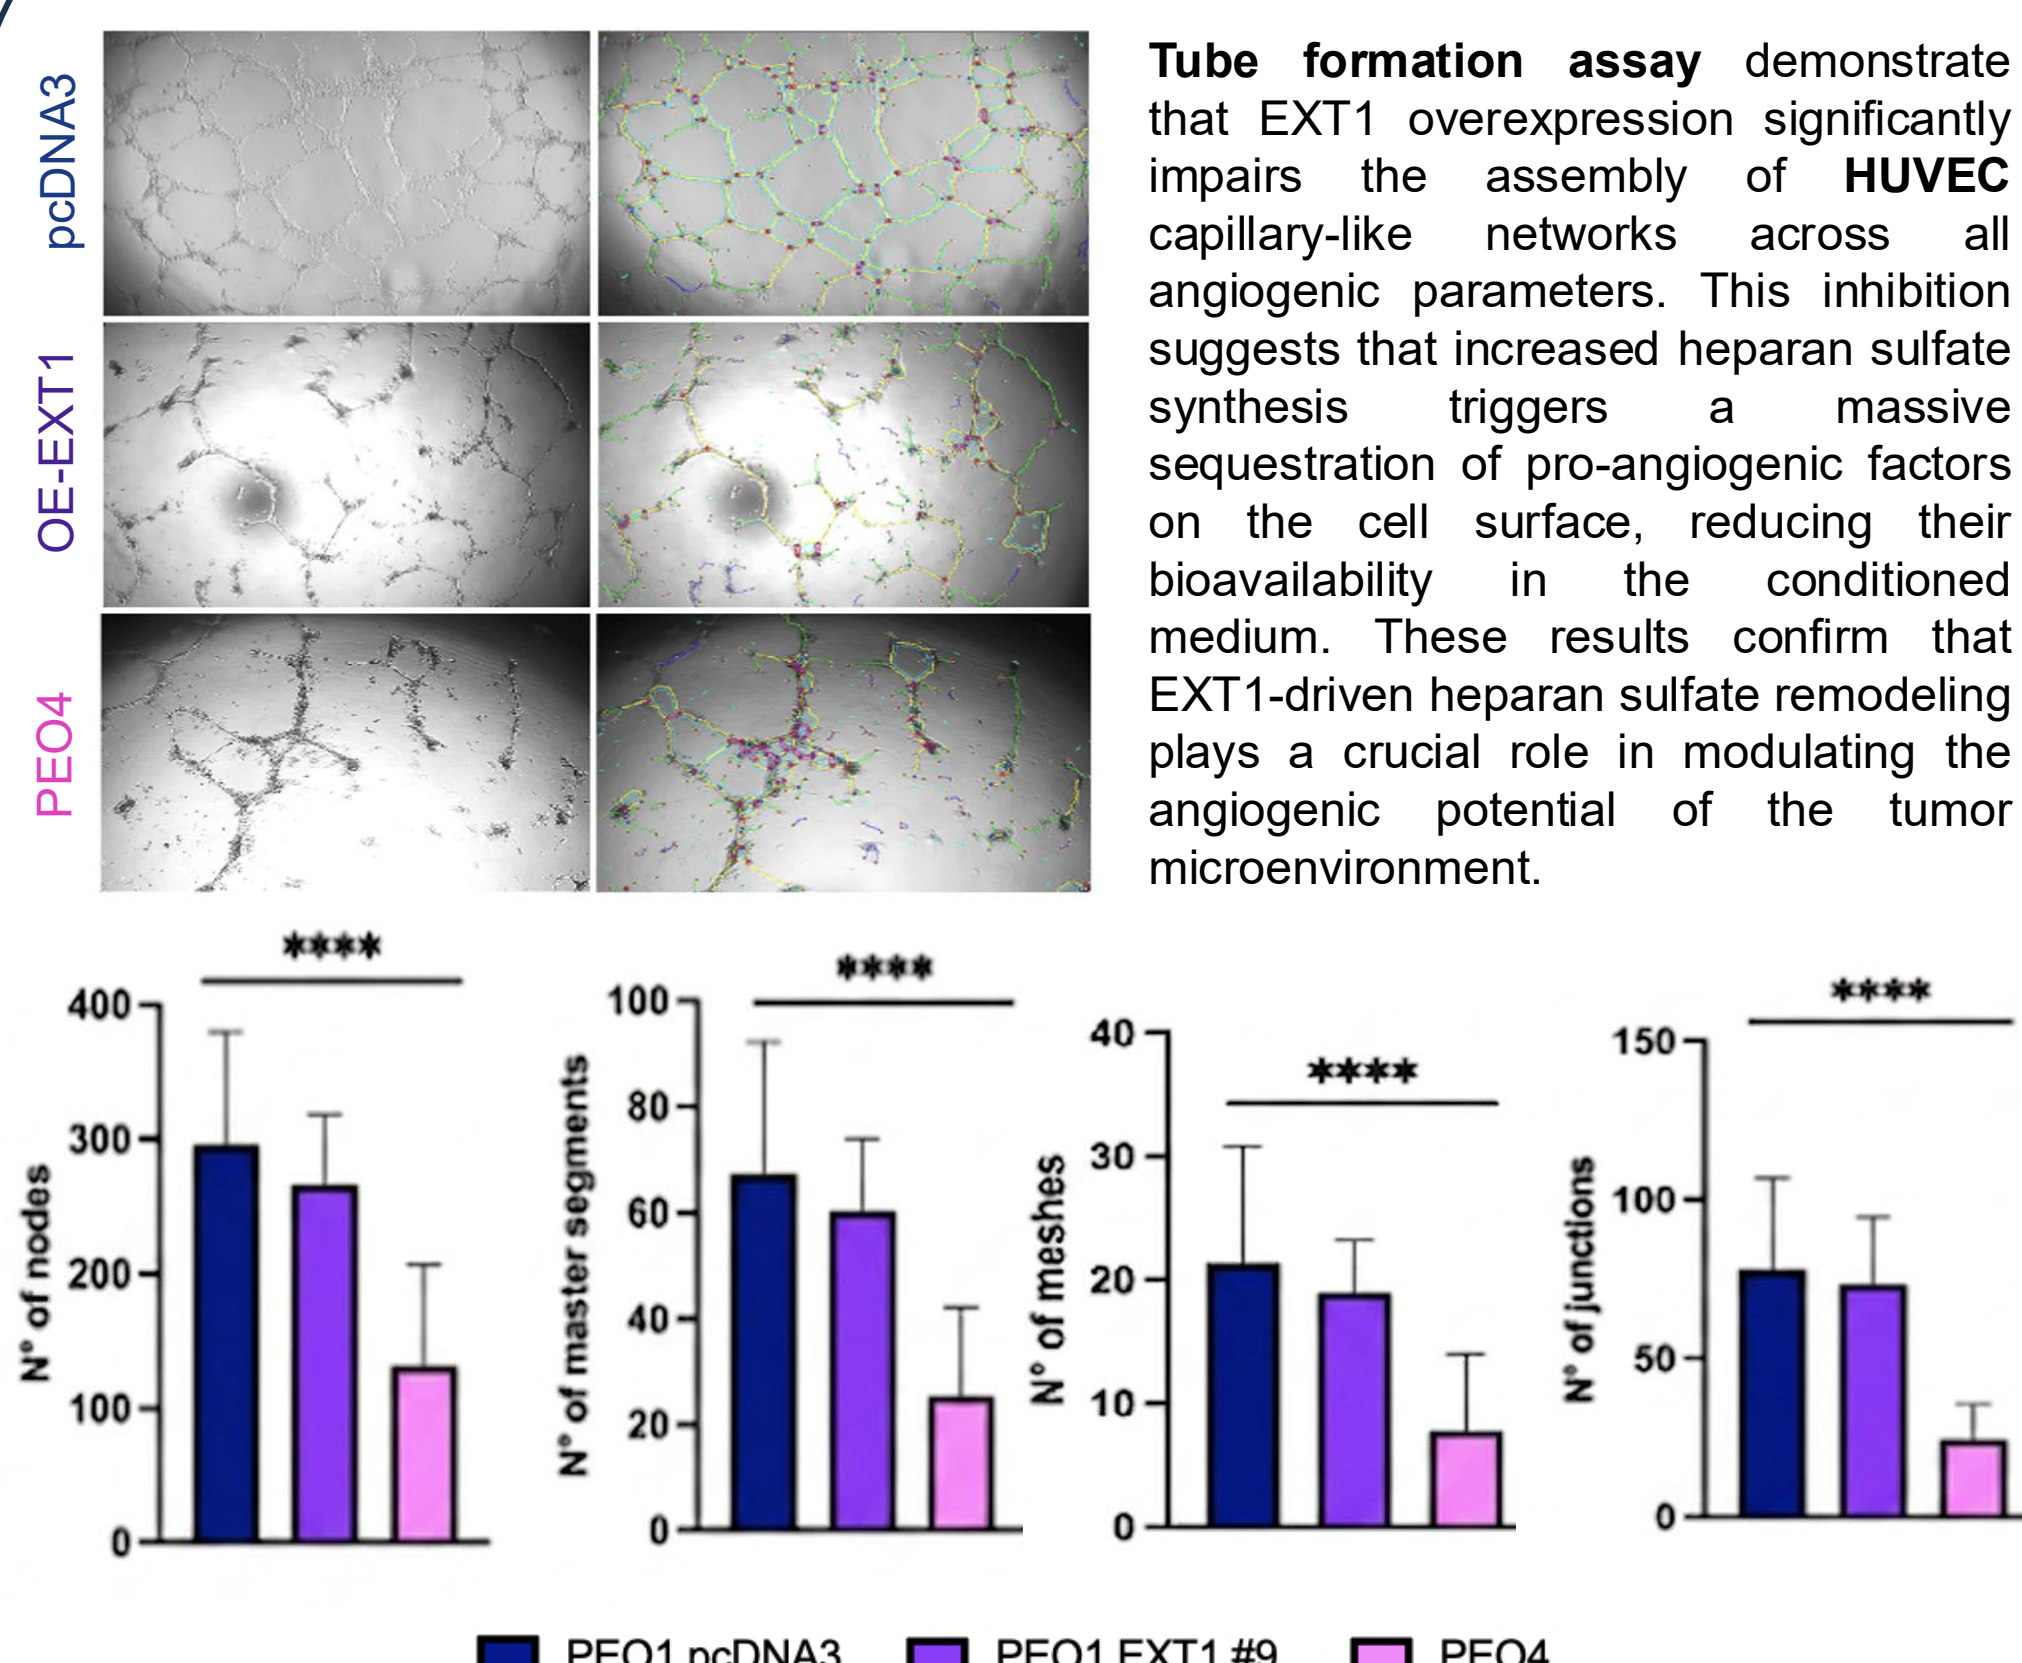 pcDNA3
OE-EXT1
PEO4
Tube formation assay demonstrate
that EXT1 overexpression significantly
impairs the assembly of HUVEC
capillary-like networks across all
angiogenic parameters. This inhibition
suggests that increased heparan sulfate
synthesis triggers a massive
sequestration of pro-angiogenic factors
on the cell surface, reducing their
bioavailability in the conditioned
medium. These results confirm that
EXT1-driven heparan sulfate remodeling
plays a crucial role in modulating the
angiogenic potential of the tumor
microenvironment.
****
400
300
200
100
0
N° of nodes
****
100
80
60
40
20
0
N° of master segments
****
40
30
20
10
0
N° of meshes
****
150
100
50
0
N° of junctions
PEO1 pcDNA3
PEO1 EXT1 #9
PEO4